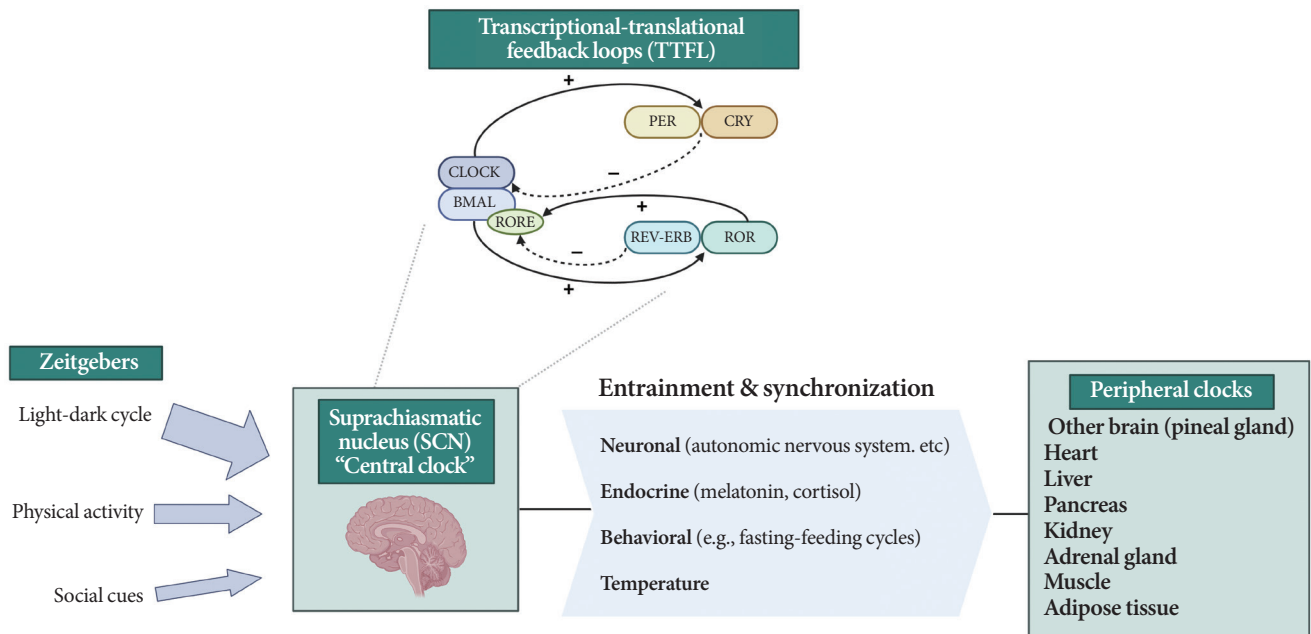 Transcriptional-translational
feedback loops (TTFL)
+
PER
CRY
–
CLOCK
BMAL
RORE
+
REV-ERB
ROR
–
+
Zeitgebers
Light-dark cycle
Physical activity
Social cues
Suprachiasmatic
nucleus (SCN)
“Central clock”
Entrainment & synchronization
Neuronal (autonomic nervous system. etc)
Endocrine (melatonin, cortisol)
Behavioral (e.g., fasting-feeding cycles)
Temperature
Peripheral clocks
Other brain (pineal gland)
Heart
Liver
Pancreas
Kidney
Adrenal gland
Muscle
Adipose tissue